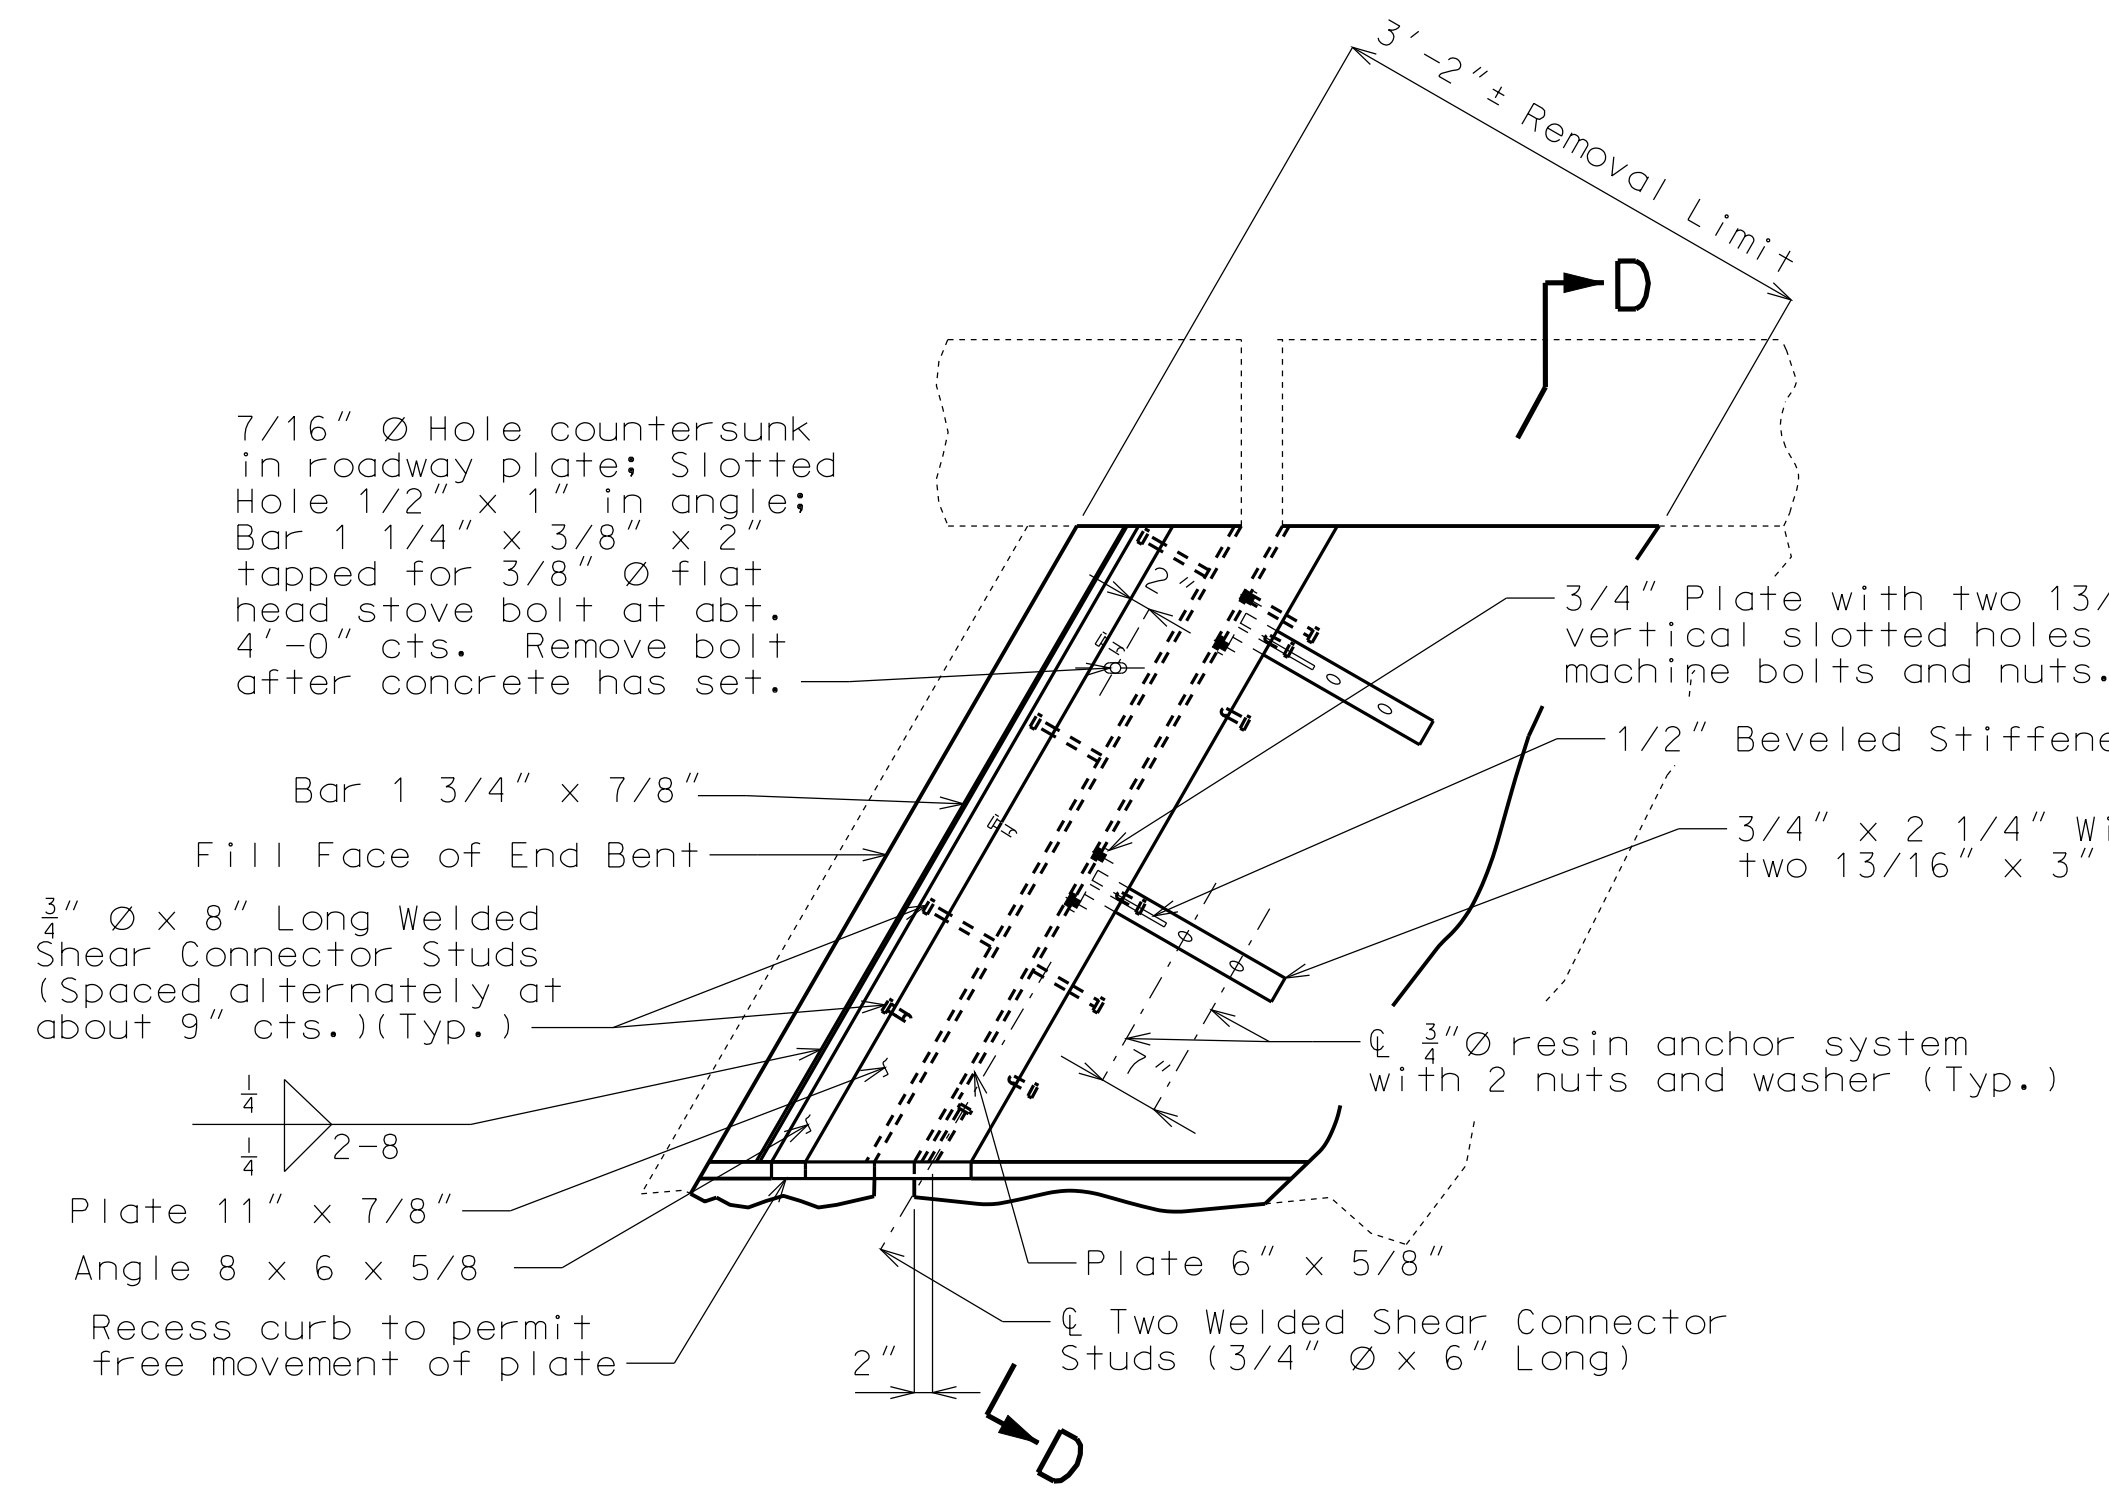 3'-2"± Removal Limit
D
7/16" Ø Hole countersunk
in roadway plate; Slotted
Hole 1/2" x 1" in angle;
Bar 1 1/4" x 3/8" x 2"
tapped for 3/8" Ø flat
head stove bolt at abt.
4'-0" cts. Remove bolt
after concrete has set.
2"
3/4" Plate with two 13/
vertical slotted holes
machine bolts and nuts.
1/2" Beveled Stiffene
Bar 1 3/4" x 7/8"
3/4" x 2 1/4" Wi
two 13/16" x 3"
Fill Face of End Bent
3/4" Ø x 8" Long Welded
Shear Connector Studs
(Spaced alternately at
about 9" cts.)(Typ.)
℄ 3/4"Ø resin anchor system
with 2 nuts and washer (Typ.)
7"
1/4
1/4
2-8
Plate 11" x 7/8"
Angle 8 x 6 x 5/8
Plate 6" x 5/8"
Recess curb to permit
free movement of plate
℄ Two Welded Shear Connector
Studs (3/4" Ø x 6" Long)
2"
D